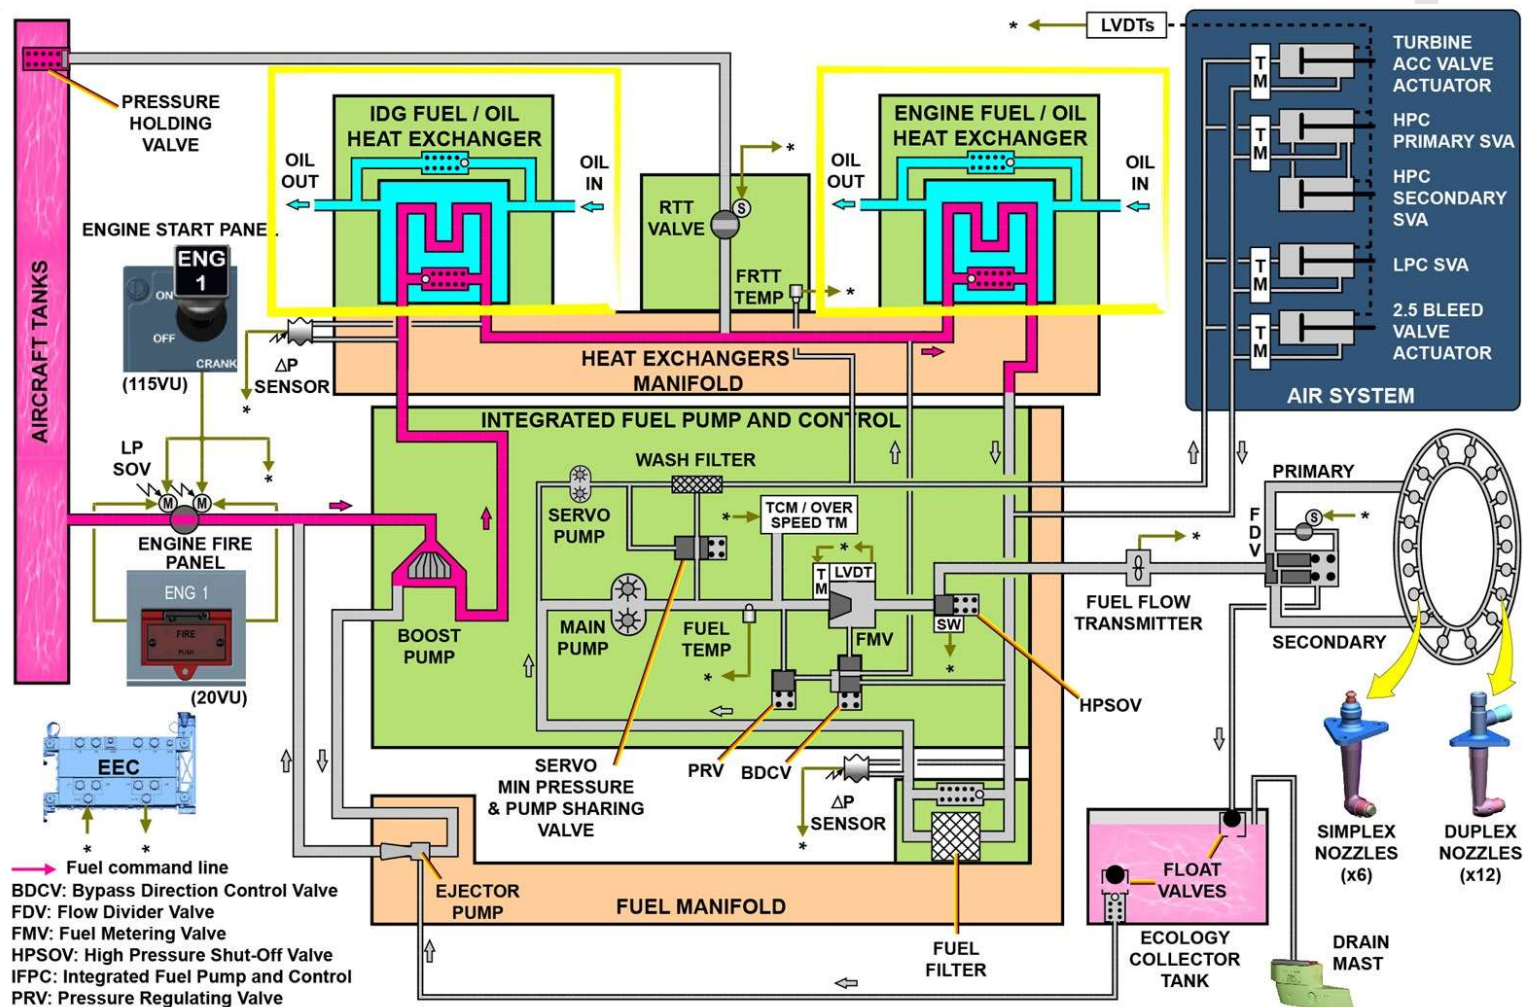 LVDTs
*
PRESSURE
HOLDING
VALVE
IDG FUEL / OIL
HEAT EXCHANGER
OIL
OUT
OIL
IN
RTT
VALVE
S
*
FRTT
TEMP
*
ENGINE FUEL / OIL
HEAT EXCHANGER
OIL
OUT
OIL
IN
TM
TURBINE
ACC VALVE
ACTUATOR
TM
HPC
PRIMARY SVA
HPC
SECONDARY
SVA
TM
LPC SVA
TM
2.5 BLEED
VALVE
ACTUATOR
AIR SYSTEM
AIRCRAFT TANKS
ENGINE START PANEL
ENG
1
ON
OFF
CRANK
(115VU)
ΔP
SENSOR
*
HEAT EXCHANGERS
MANIFOLD
LP
SOV
*
M
M
ENGINE FIRE
PANEL
ENG 1
FIRE
PUSH
(20VU)
INTEGRATED FUEL PUMP AND CONTROL
WASH FILTER
SERVO
PUMP
*
TCM / OVER
SPEED TM
*
TM
LVDT
MAIN
PUMP
FUEL
TEMP
*
FMV
SW
*
BOOST
PUMP
HPSOV
PRV
BDCV
SERVO
MIN PRESSURE
& PUMP SHARING
VALVE
ΔP
SENSOR
*
*
FUEL FLOW
TRANSMITTER
PRIMARY
FDV
S
*
SECONDARY
EEC
*
*
EJECTOR
PUMP
FUEL MANIFOLD
FUEL
FILTER
FLOAT
VALVES
ECOLOGY
COLLECTOR
TANK
DRAIN
MAST
SIMPLEX
NOZZLES
(x6)
DUPLEX
NOZZLES
(x12)
Fuel command line
BDCV: Bypass Direction Control Valve
FDV: Flow Divider Valve
FMV: Fuel Metering Valve
HPSOV: High Pressure Shut-Off Valve
IFPC: Integrated Fuel Pump and Control
PRV: Pressure Regulating Valve